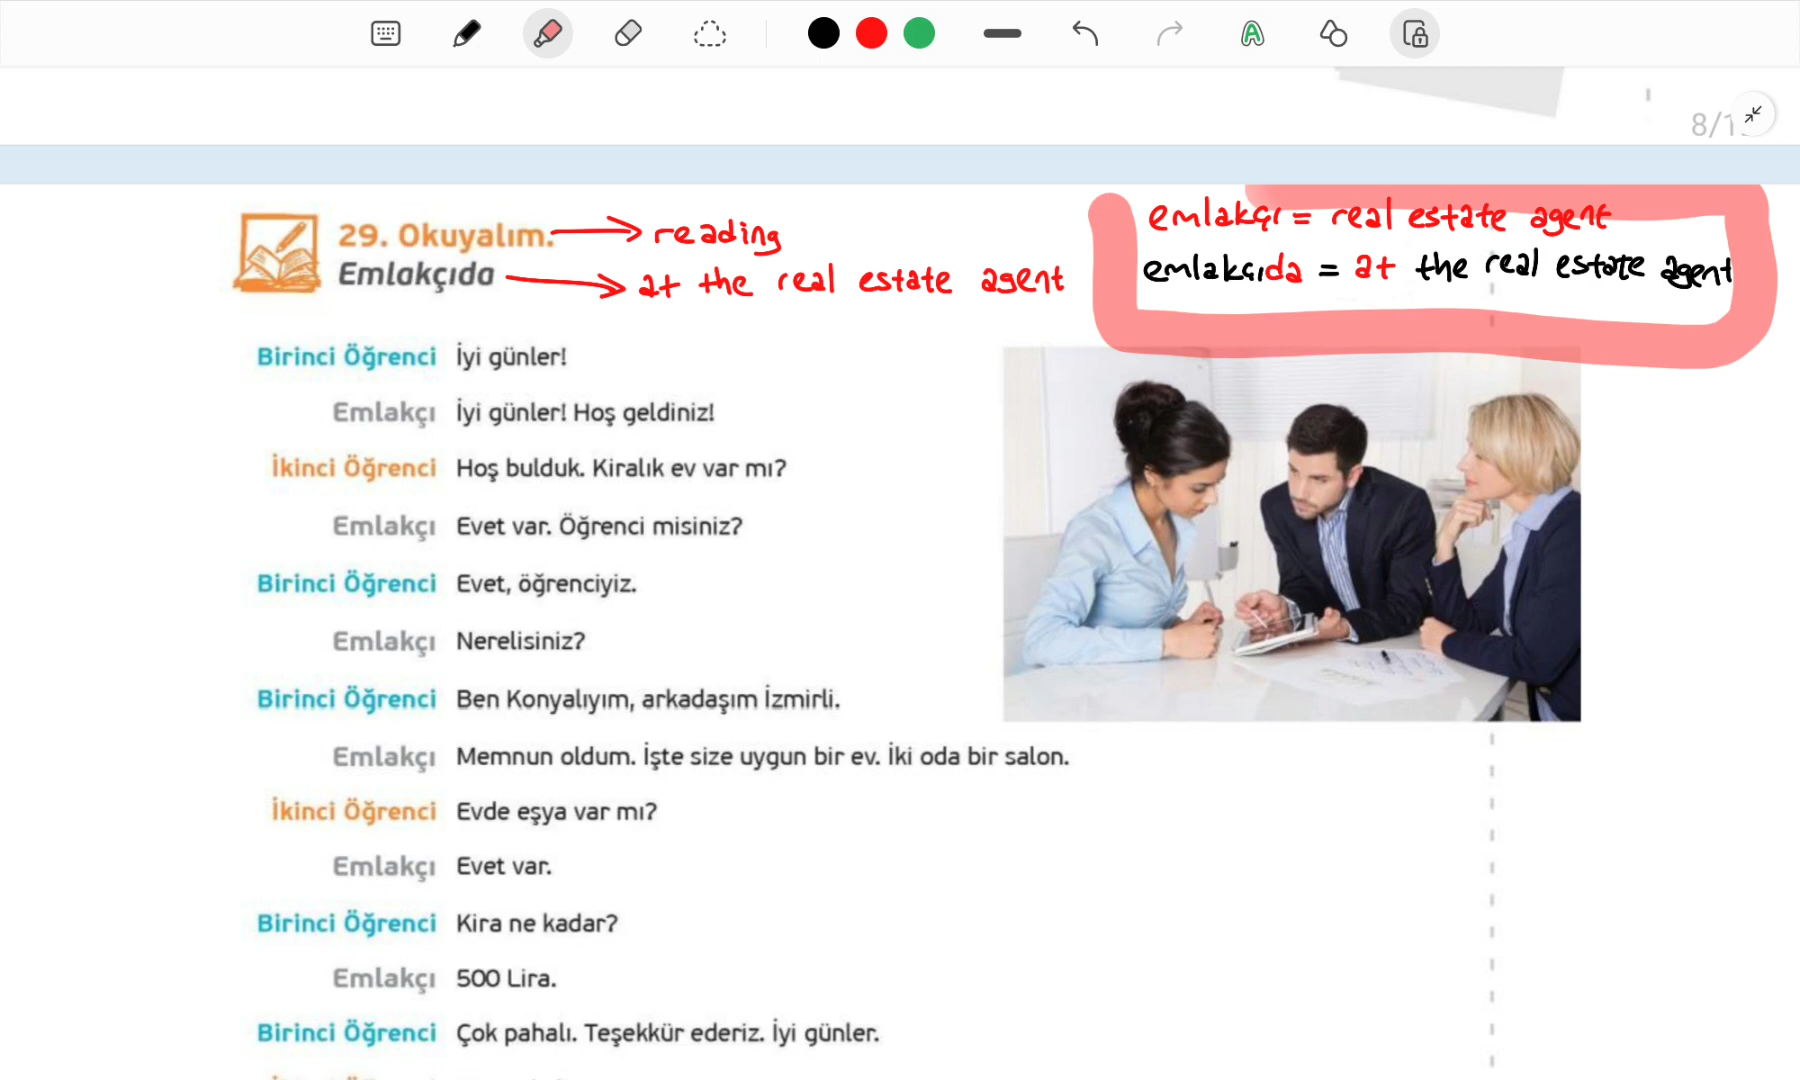 8/1
29. Okuyalım. reading
Emlakçıda at the real estate agent
emlakçı = real estate agent
emlakçıda = at the real estate agent
Birinci Öğrenci İyi günler!
Emlakçı İyi günler! Hoş geldiniz!
İkinci Öğrenci Hoş bulduk. Kiralık ev var mı?
Emlakçı Evet var. Öğrenci misiniz?
Birinci Öğrenci Evet, öğrenciyiz.
Emlakçı Nerelisiniz?
Birinci Öğrenci Ben Konyalıyım, arkadaşım İzmirli.
Emlakçı Memnun oldum. İşte size uygun bir ev. İki oda bir salon.
İkinci Öğrenci Evde eşya var mı?
Emlakçı Evet var.
Birinci Öğrenci Kira ne kadar?
Emlakçı 500 Lira.
Birinci Öğrenci Çok pahalı. Teşekkür ederiz. İyi günler.